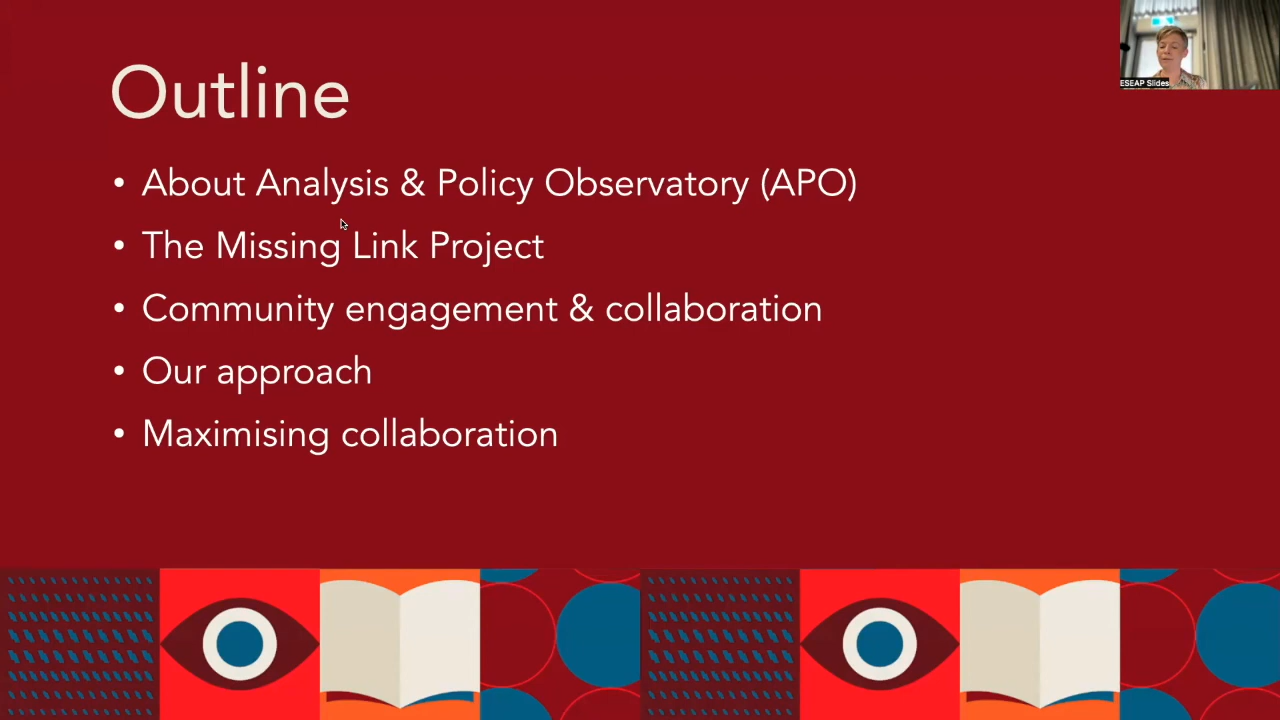 Outline
• About Analysis & Policy Observatory (APO)
• The Missing Link Project
• Community engagement & collaboration
• Our approach
• Maximising collaboration
ESEAP Slides